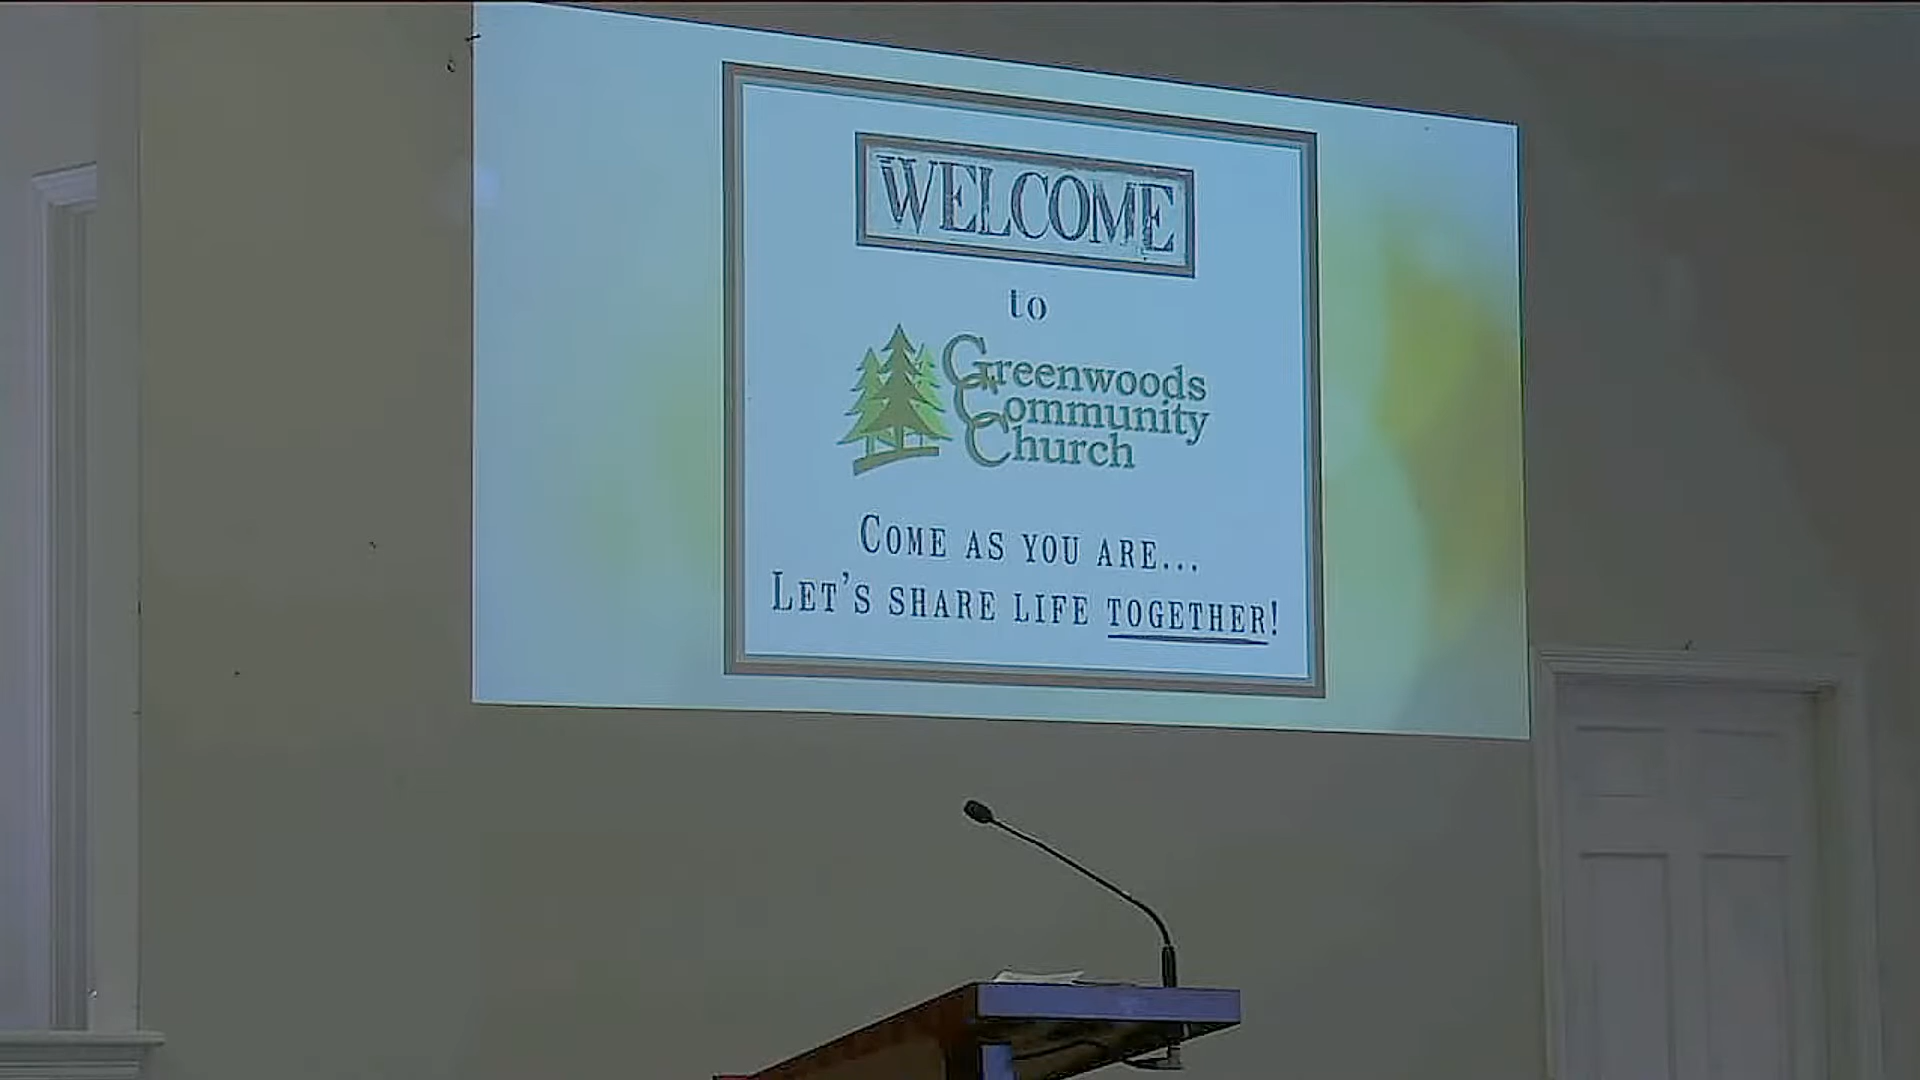 WELCOME
to
Greenwoods
Community
Church
COME AS YOU ARE...
LET'S SHARE LIFE TOGETHER!